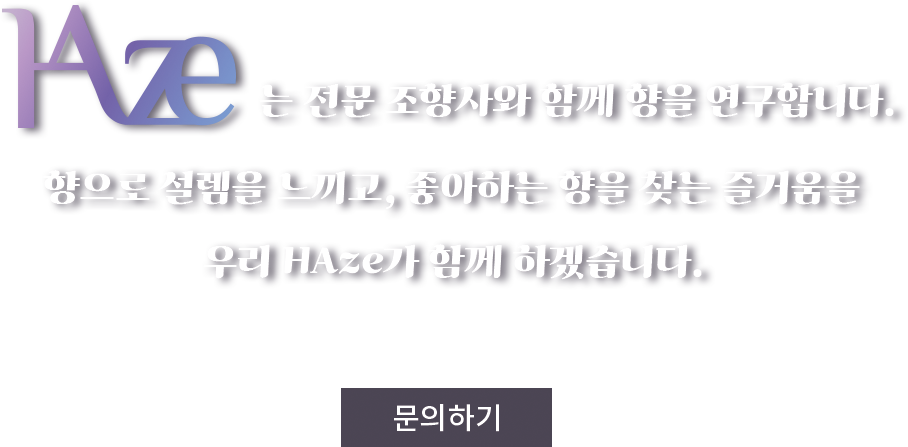 HAze 는 전문 조향사와 함께 향을 연구합니다.
향으로 설렘을 느끼고, 좋아하는 향을 찾는 즐거움을
우리 HAze가 함께 하겠습니다.
문의하기